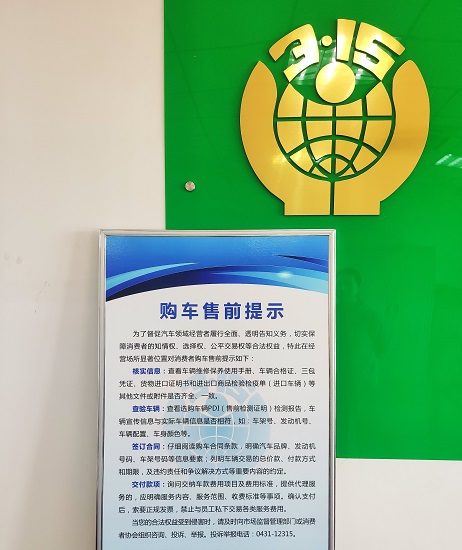 3·15
购车售前提示
为了督促汽车领域经营者履行全面、透明告知义务，切实保
障消费者的知情权、选择权、公平交易权等合法权益，特此在经
营场所显著位置对消费者购车售前提示如下：
核实信息：查看车辆维修保养使用手册、车辆合格证、三包
凭证、货物进口证明书和进出口商品检验检疫单（进口车辆）等
其他文件或附件是否齐全、一致。
查验车辆：查看选购车辆PDI（售前检测证明）检测报告，车
辆宣传信息与实际车辆信息是否相符，如：车架号、发动机号、
车辆配置、车身颜色等。
签订合同：仔细阅读购车合同条款，明确汽车品牌、发动机
号码、车架号码等信息要素；列明车辆交易的总价款、付款方式
和期限，及违约责任和争议解决方式等重要内容的约定。
交付款项：询问交纳车款费用项目及费用标准，提供代理服
务的，应明确服务内容、服务范围、收费标准等事项。确认支付
后，索要正规发票，禁止与员工私下交易各类服务费用。
当您的合法权益受到侵害时，请及时向市场监督管理部门或消费
者协会组织咨询、投诉、举报。投诉举报电话：0431-12315。